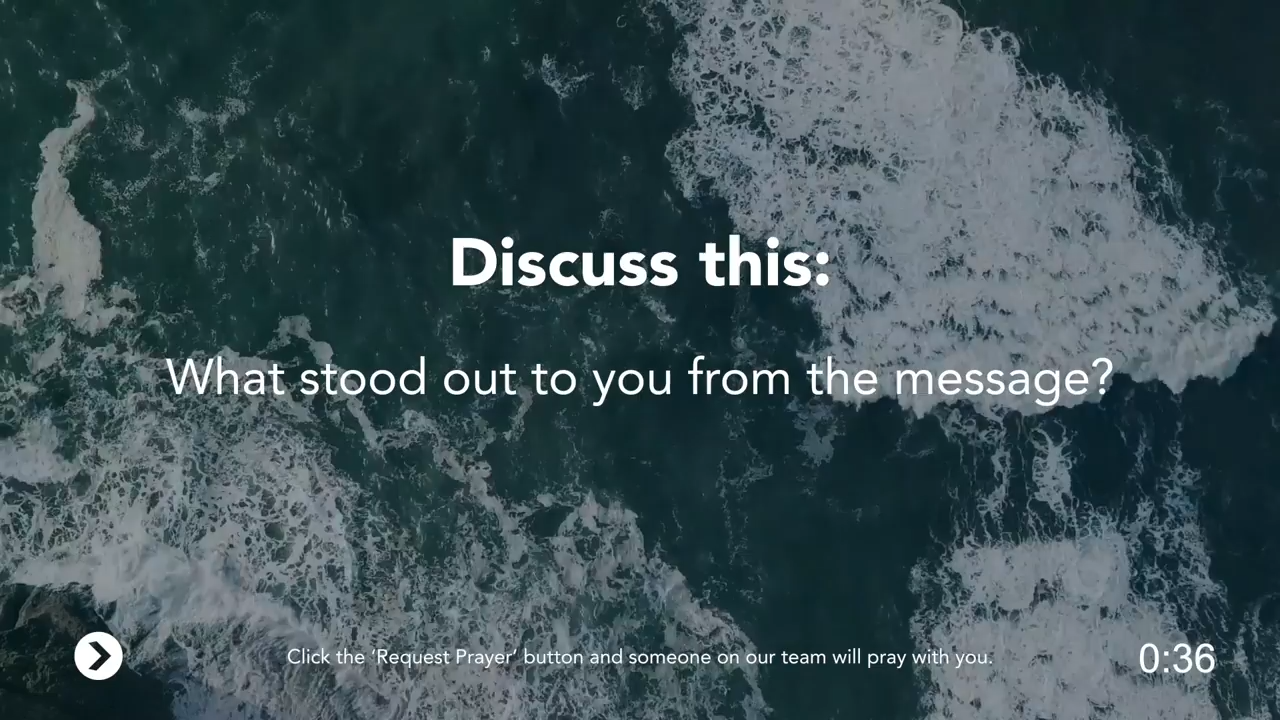 Discuss this:
What stood out to you from the message?
Click the ‘Request Prayer’ button and someone on our team will pray with you.
0:36